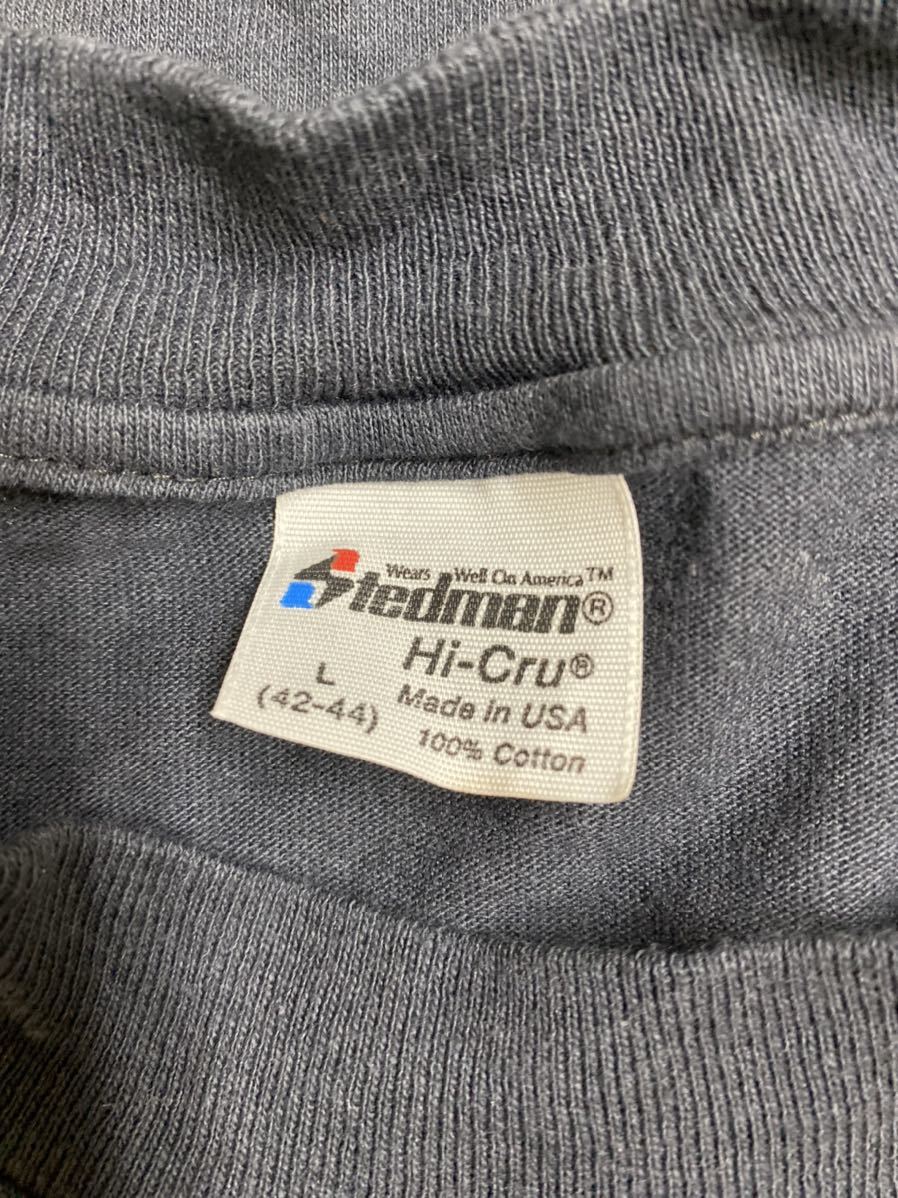 Wears Well On America™
Stedman®
Hi-Cru®
L
Made in USA
(42-44)
100% Cotton